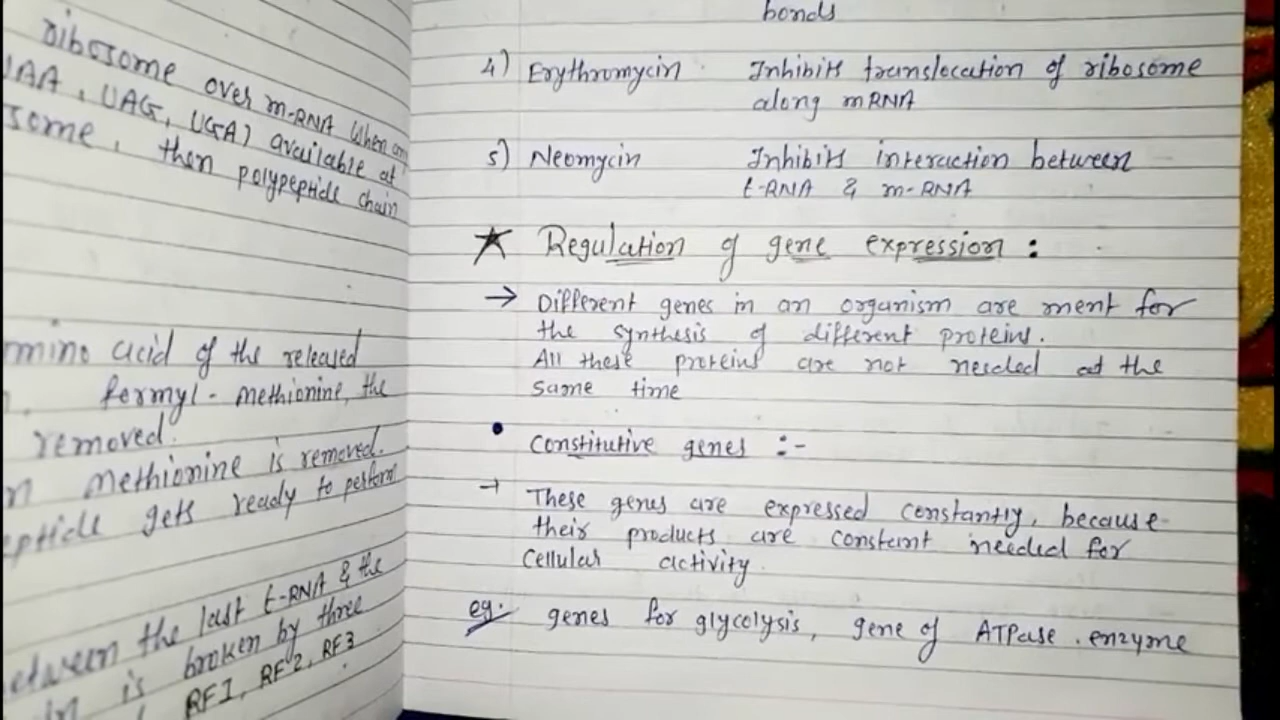 ribosome over m-RNA when
UAA, UAG, UGA) available at
some, then polypeptide chain
amino acid of the released
formyl - methionine, the
removed.
methionine is removed.
peptide gets ready to perform
between the last t-RNA & the
is broken by three
RF1, RF2, RF3
bonds
4) Erythromycin Inhibits translocation of ribosome
along mRNA
5) Neomycin Inhibits interaction between
t-RNA & m-RNA
★ Regulation of gene expression :
→ Different genes in an organism are ment for
the synthesis of different proteins.
All these proteins are not needed at the
same time
• Constitutive genes :-
→ These genes are expressed constantly, because
their products are constant needed for
cellular activity.
eg. genes for glycolysis, gene of ATPase enzyme